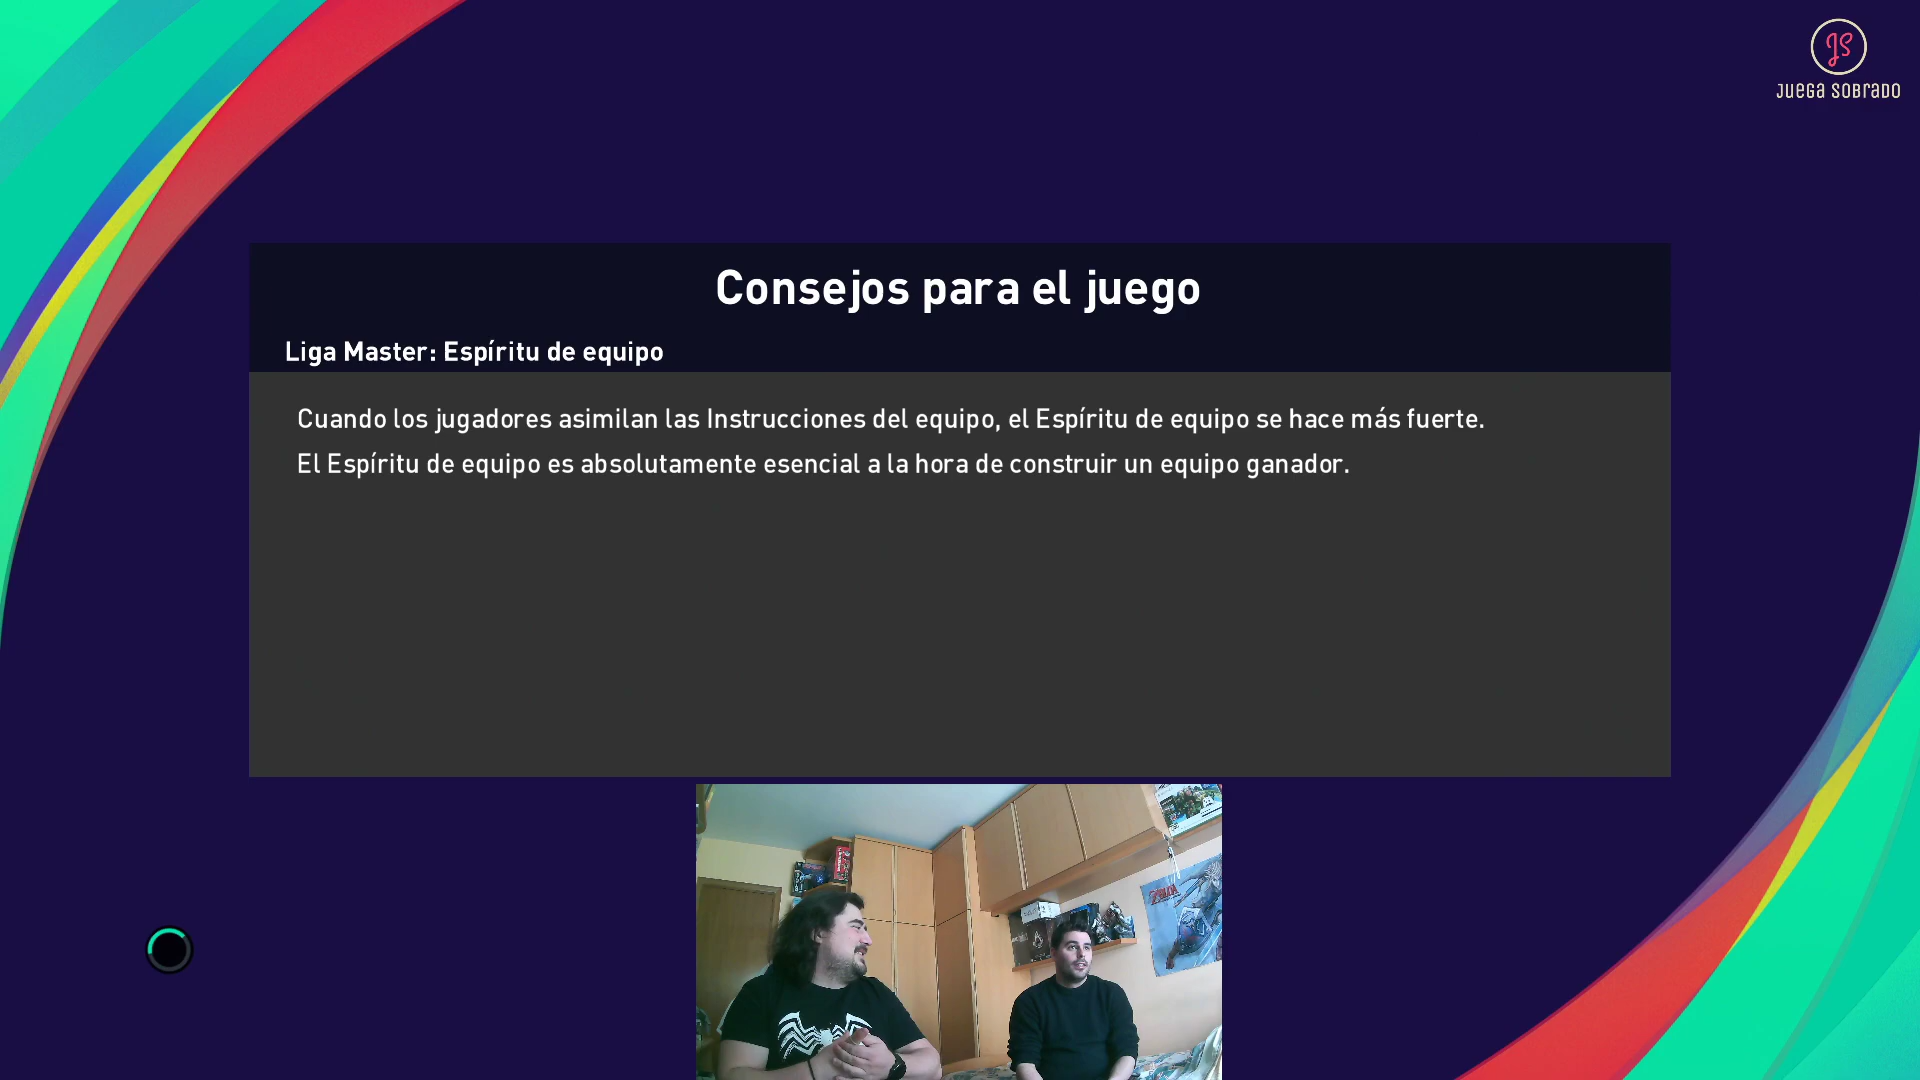 JS
Juega Sobrado
Consejos para el juego
Liga Master: Espíritu de equipo
Cuando los jugadores asimilan las Instrucciones del equipo, el Espíritu de equipo se hace más fuerte.
El Espíritu de equipo es absolutamente esencial a la hora de construir un equipo ganador.
ZELDA